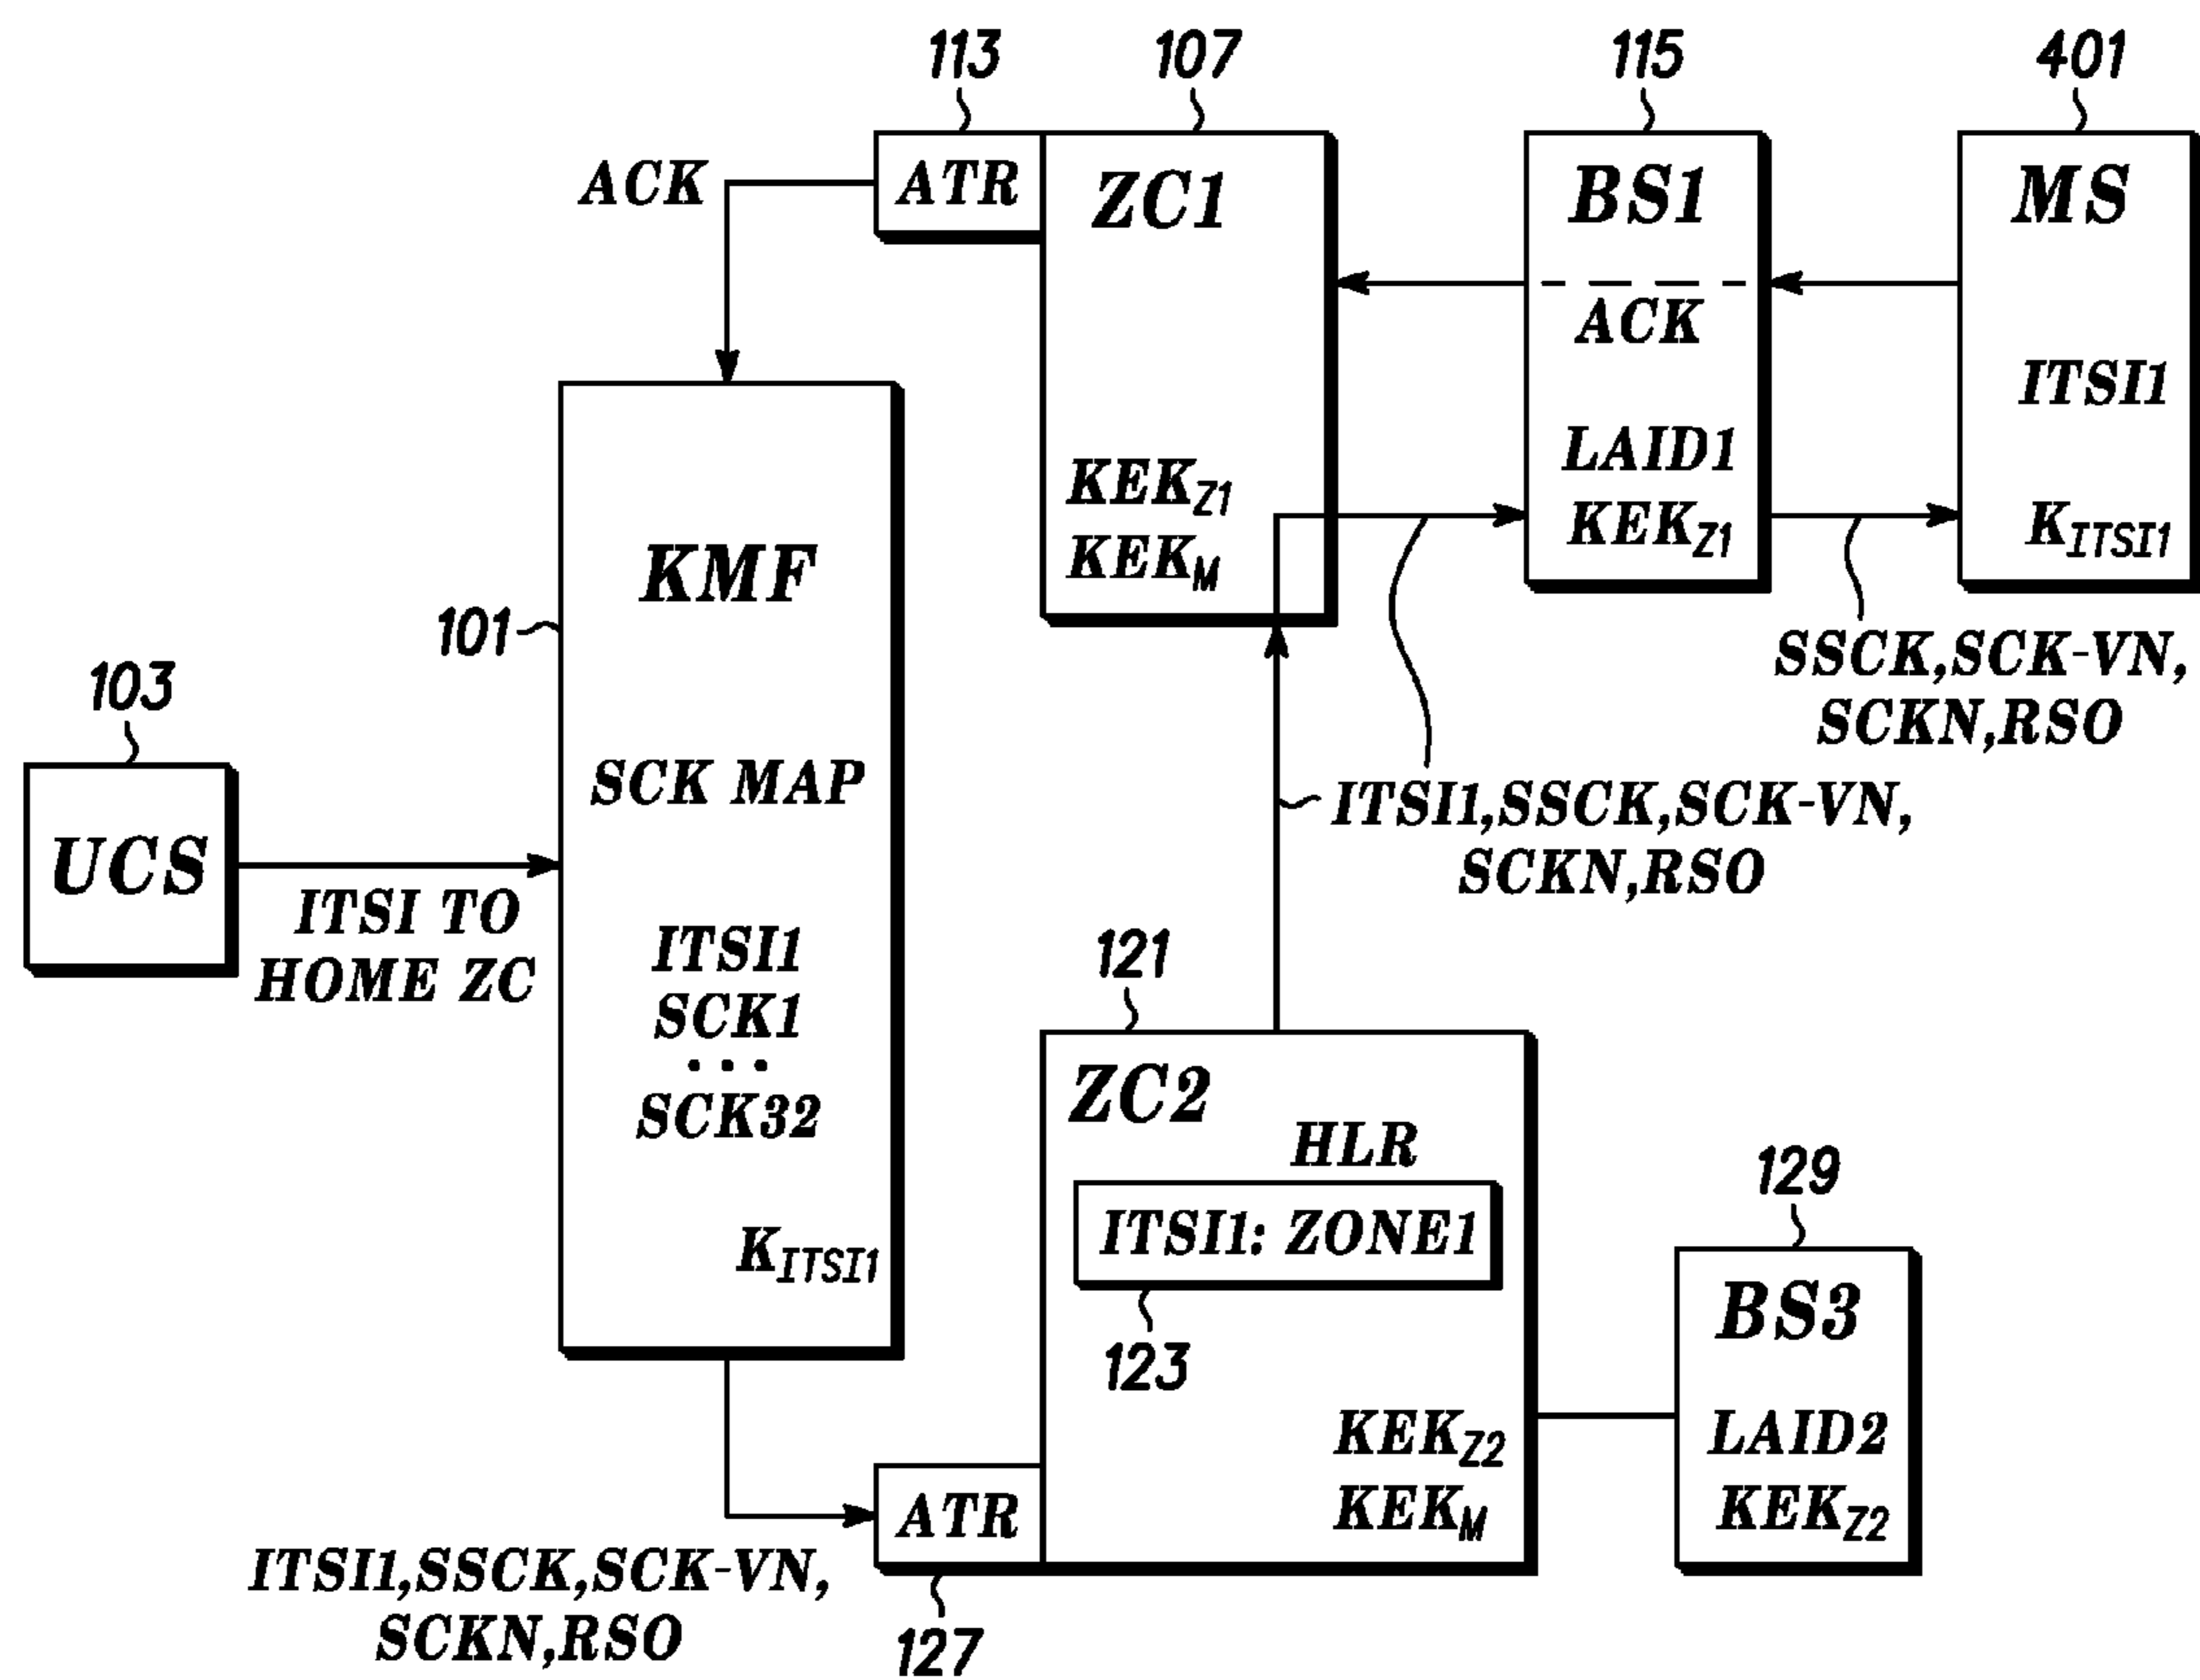 113
107
115
401
ACK
ATR
ZC1
BS1
MS
ACK
ITSI1
LAID1
KEKZ1
KEKZ1
KITSI1
KEKM
KMF
101
SSCK,SCK-VN,
SCKN,RSO
103
SCK MAP
ITSI1,SSCK,SCK-VN,
SCKN,RSO
UCS
ITSI TO
HOME ZC
ITSI1
SCK1
...
SCK32
121
ZC2
HLR
129
ITSI1: ZONE1
KITSI1
BS3
123
KEKZ2
LAID2
KEKM
KEKZ2
ATR
ITSI1,SSCK,SCK-VN,
SCKN,RSO
127